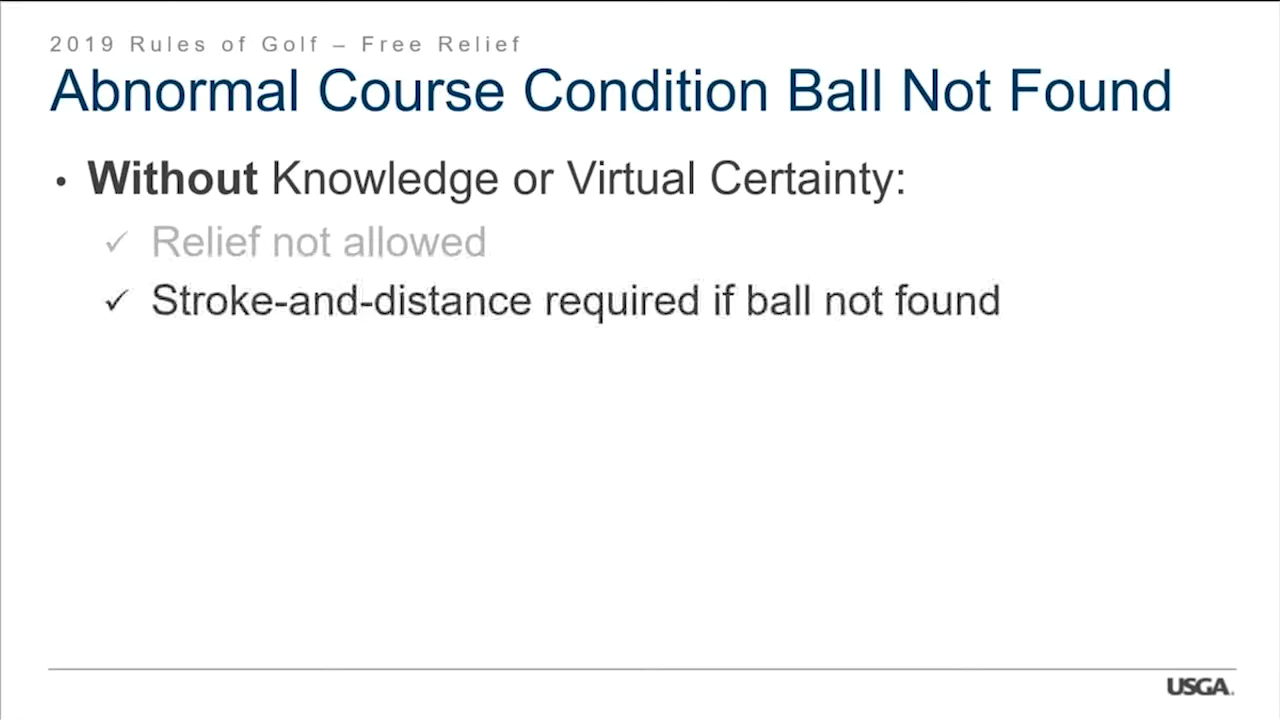 2019 Rules of Golf – Free Relief
Abnormal Course Condition Ball Not Found
• Without Knowledge or Virtual Certainty:
✓ Relief not allowed
✓ Stroke-and-distance required if ball not found
USGA.